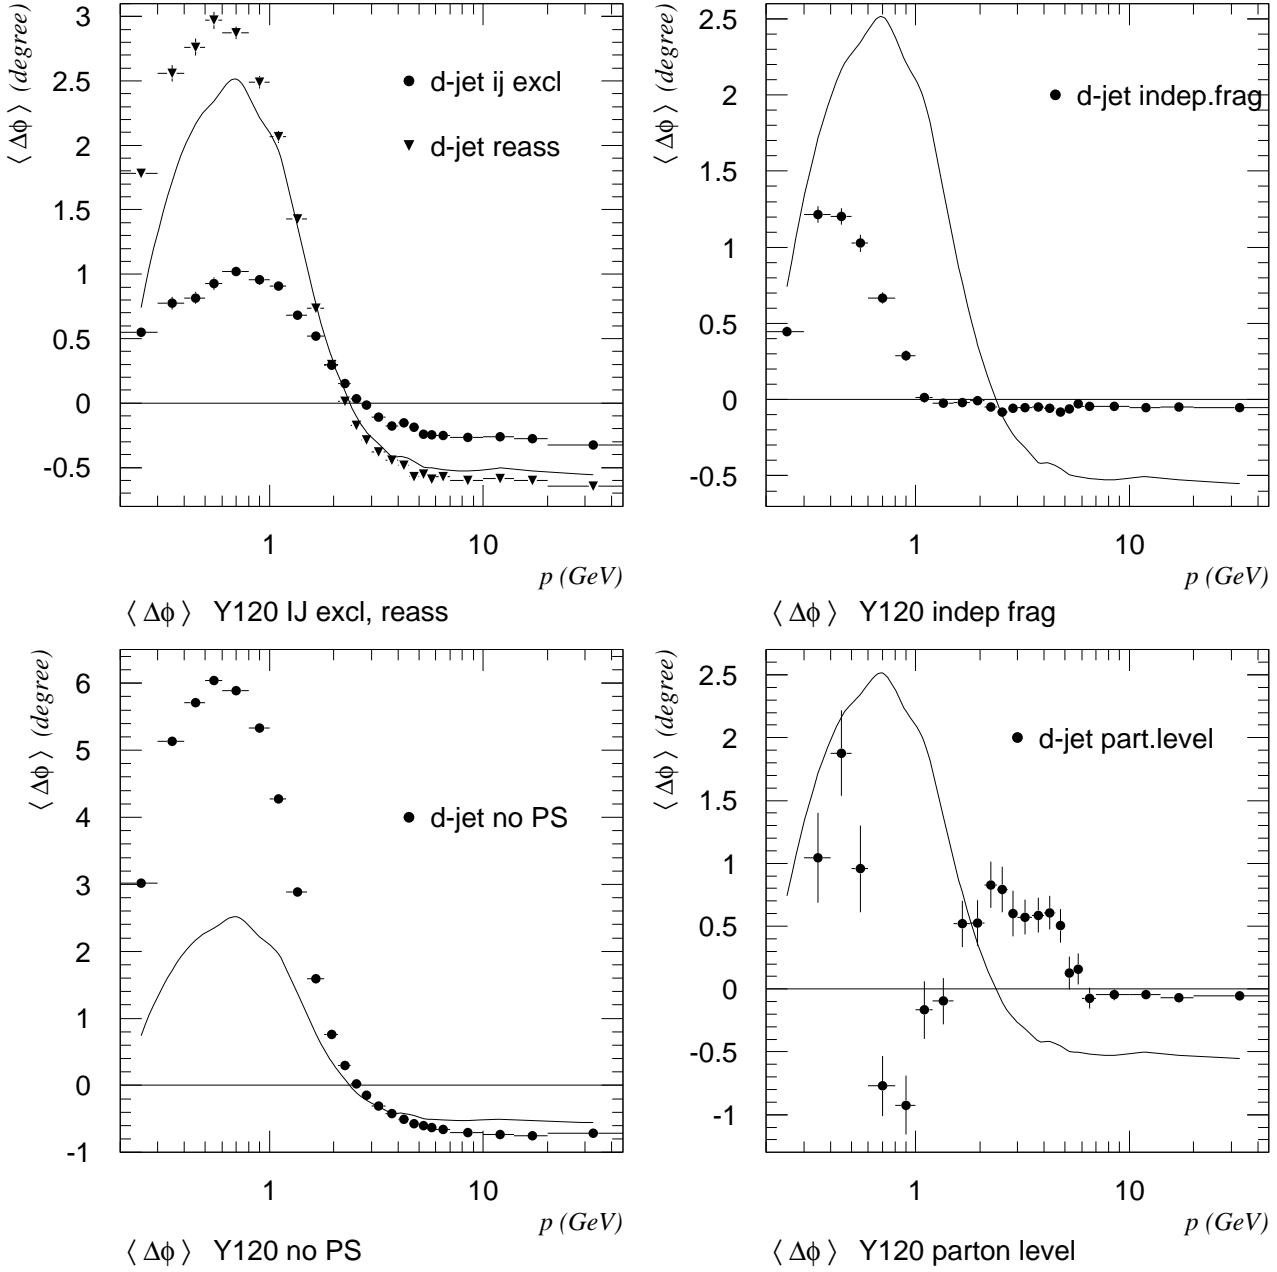 ⟨ Δϕ ⟩ (degree)
3
2.5
2
1.5
1
0.5
0
-0.5
d-jet ij excl
d-jet reass
1
10
p (GeV)
⟨ Δϕ ⟩ Y120 IJ excl, reass
⟨ Δϕ ⟩ (degree)
2.5
2
1.5
1
0.5
0
-0.5
d-jet indep.frag
1
10
p (GeV)
⟨ Δϕ ⟩ Y120 indep frag
⟨ Δϕ ⟩ (degree)
6
5
4
3
2
1
0
-1
d-jet no PS
1
10
p (GeV)
⟨ Δϕ ⟩ Y120 no PS
⟨ Δϕ ⟩ (degree)
2.5
2
1.5
1
0.5
0
-0.5
-1
d-jet part.level
1
10
p (GeV)
⟨ Δϕ ⟩ Y120 parton level